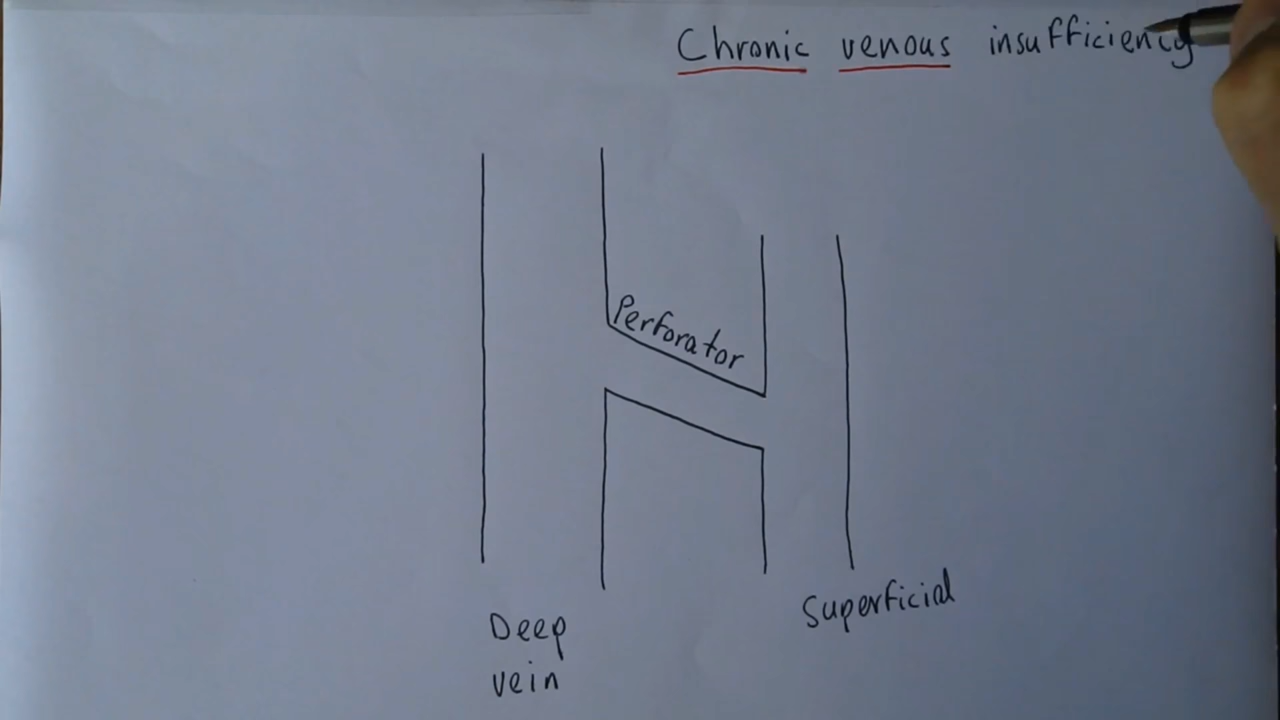 Chronic venous insufficiency
Perforator
Superficial
Deep
vein